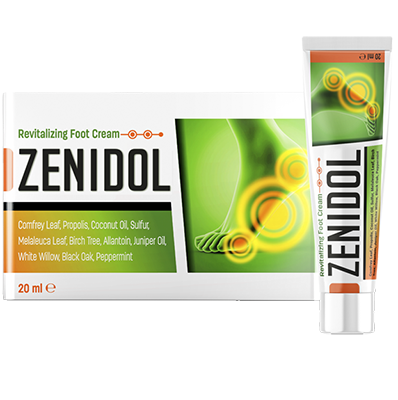 Revitalizing Foot Cream
ZENIDOL
Comfrey Leaf, Propolis, Coconut Oil, Sulfur,
Melaleuca Leaf, Birch Tree, Allantoin, Juniper Oil,
White Willow, Black Oak, Peppermint
20 ml e
20 ml e
Revitalizing Foot Cream
ZENIDOL